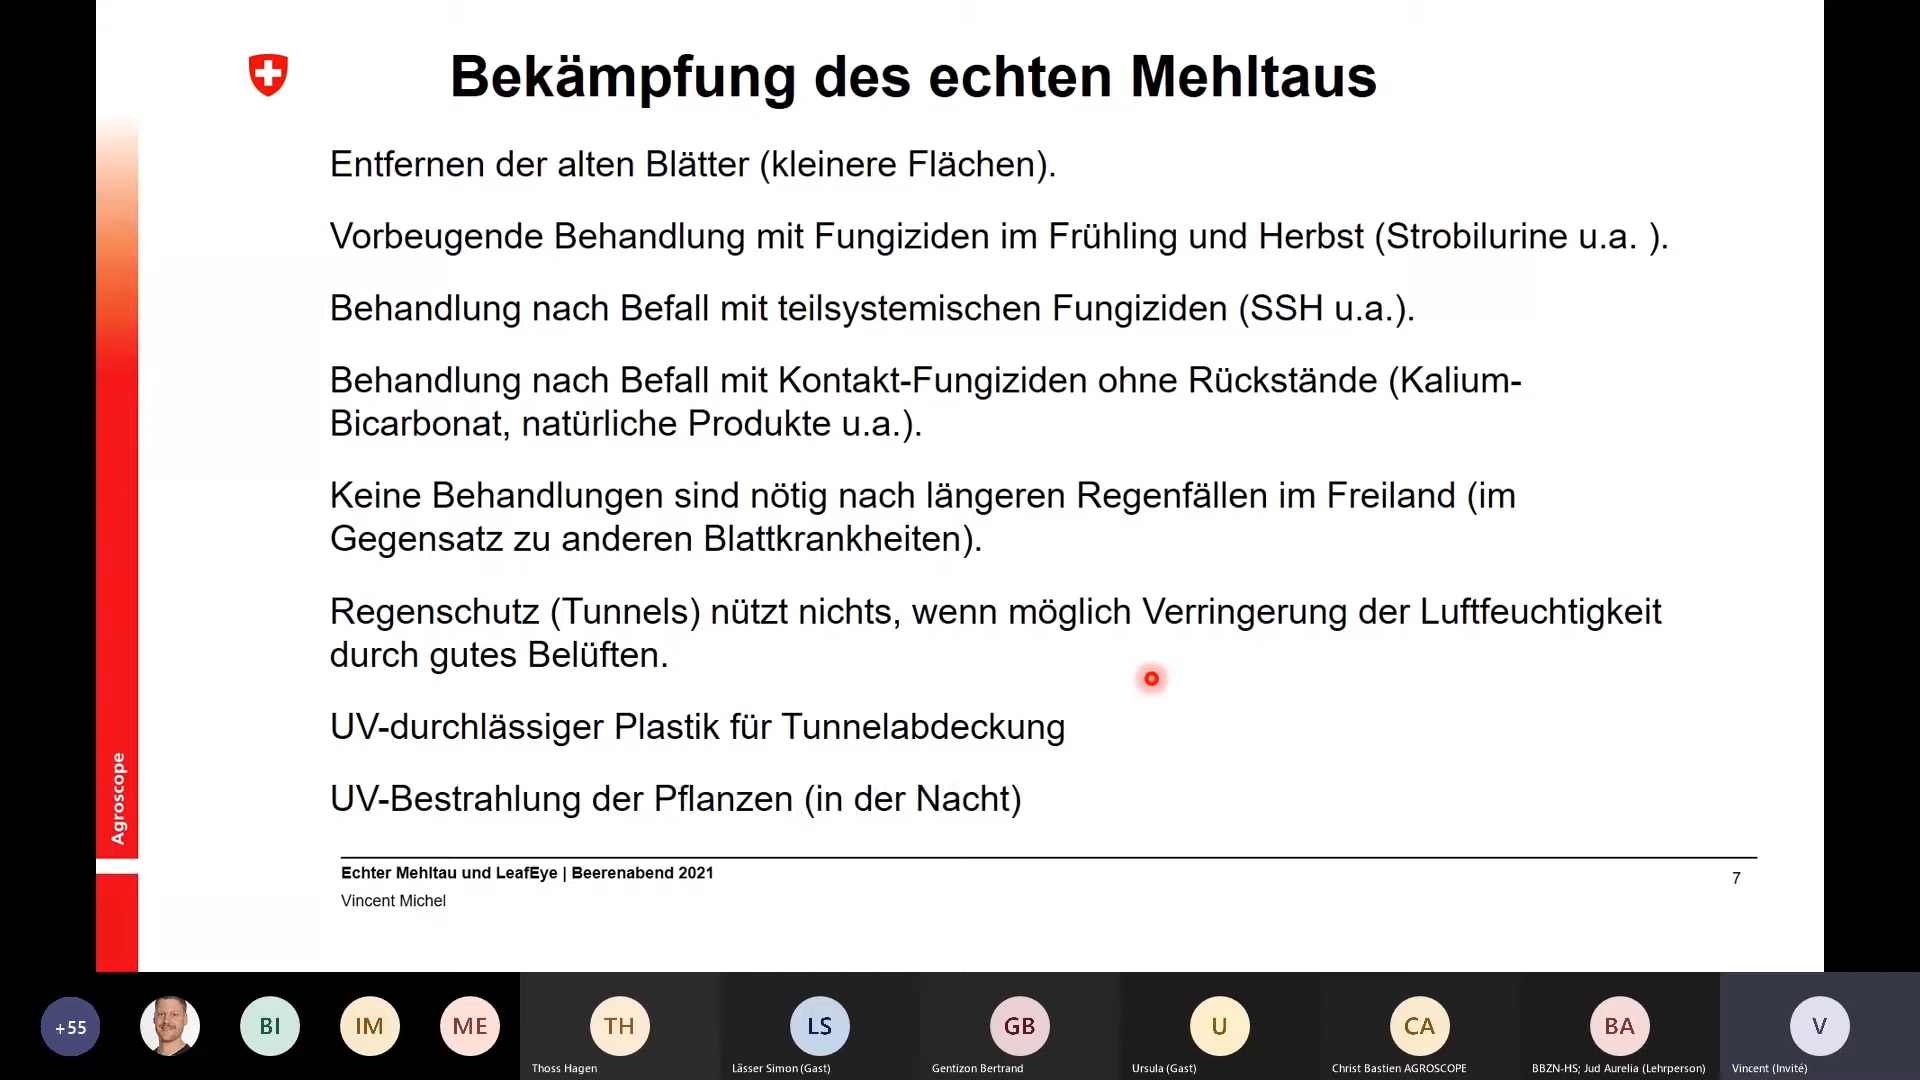 Bekämpfung des echten Mehltaus
Entfernen der alten Blätter (kleinere Flächen).
Vorbeugende Behandlung mit Fungiziden im Frühling und Herbst (Strobilurine u.a. ).
Behandlung nach Befall mit teilsystemischen Fungiziden (SSH u.a.).
Behandlung nach Befall mit Kontakt-Fungiziden ohne Rückstände (Kalium-
Bicarbonat, natürliche Produkte u.a.).
Keine Behandlungen sind nötig nach längeren Regenfällen im Freiland (im
Gegensatz zu anderen Blattkrankheiten).
Regenschutz (Tunnels) nützt nichts, wenn möglich Verringerung der Luftfeuchtigkeit
durch gutes Belüften.
UV-durchlässiger Plastik für Tunnelabdeckung
UV-Bestrahlung der Pflanzen (in der Nacht)
Agroscope
Echter Mehltau und LeafEye | Beerenabend 2021
Vincent Michel
7
+55
BI
IM
ME
TH
LS
GB
U
CA
BA
V
Thoss Hagen
Lässer Simon (Gast)
Gentizon Bertrand
Ursula (Gast)
Christ Bastien AGROSCOPE
BBZN-HS; Jud Aurelia (Lehrperson)
Vincent (Invité)